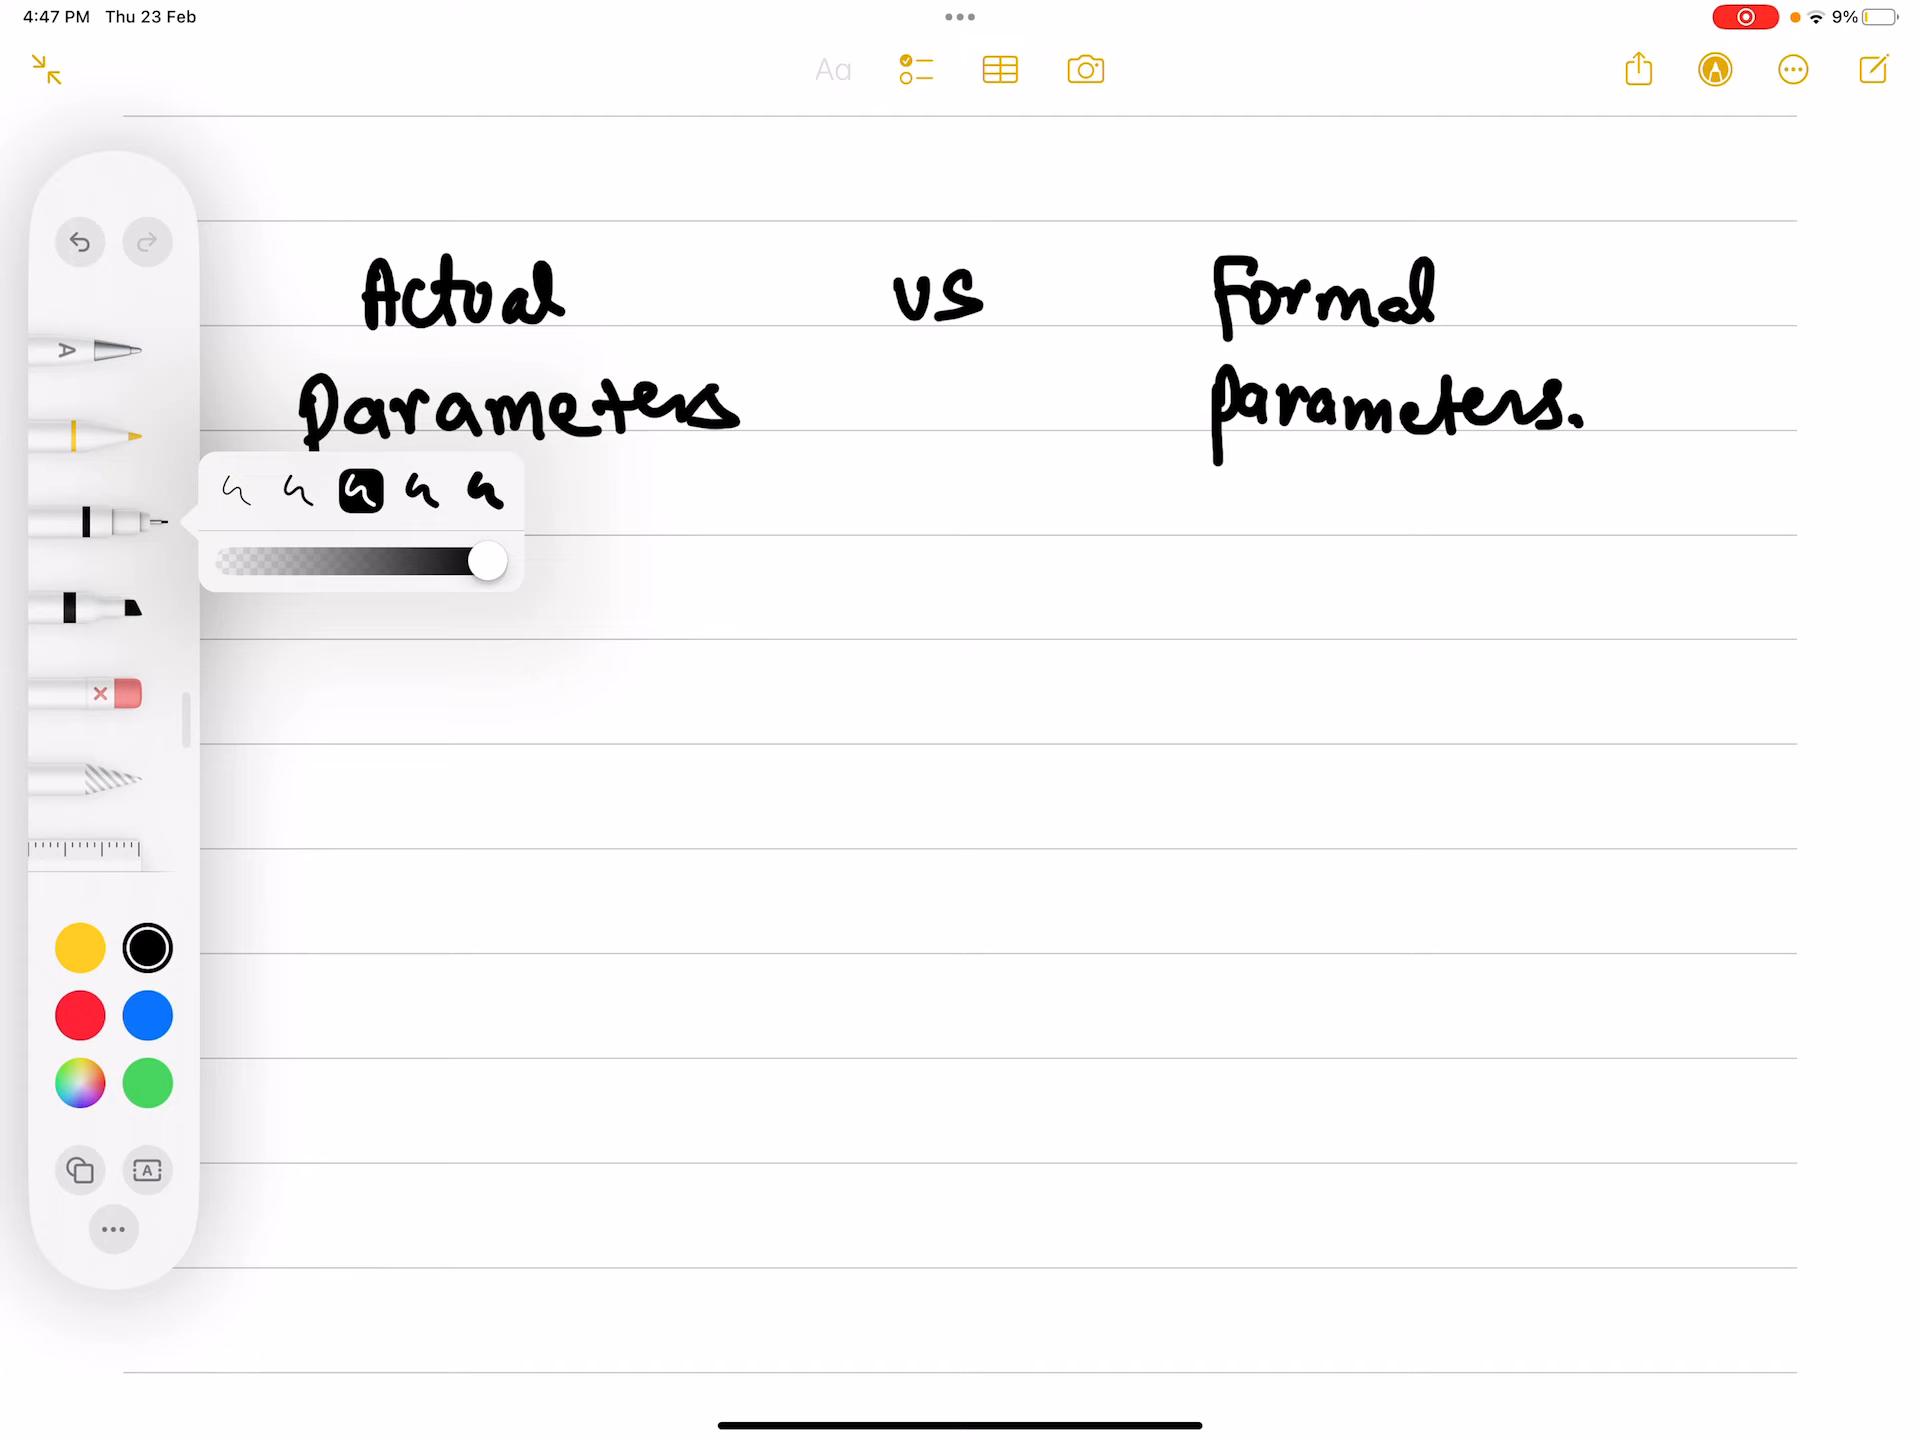 4:47 PM Thu 23 Feb
9%
Aa
Actual vs Formal
Parameters parameters.
A
A